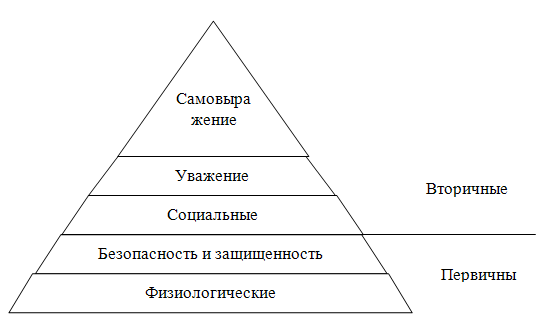 Самовыра
жение
Уважение
Вторичные
Социальные
Безопасность и защищенность
Первичны
Физиологические